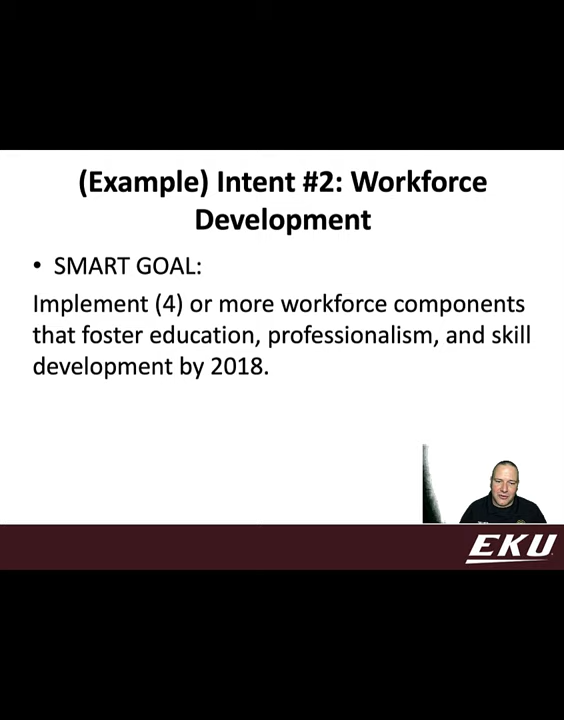 (Example) Intent #2: Workforce
Development
• SMART GOAL:
Implement (4) or more workforce components
that foster education, professionalism, and skill
development by 2018.
EKU